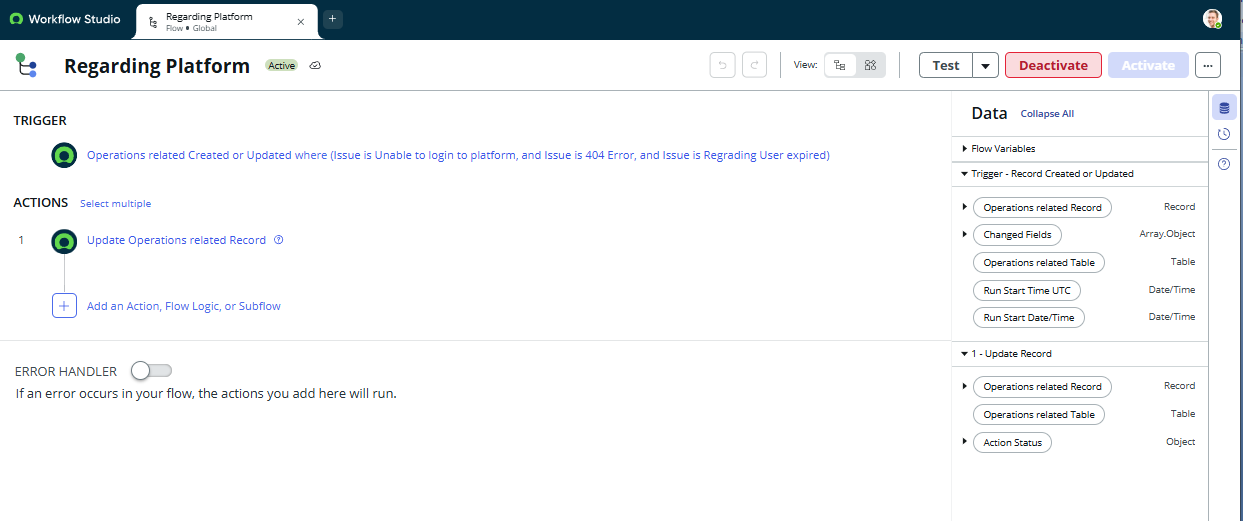 Workflow Studio
Regarding Platform
Flow • Global
Regarding Platform
Active
View:
Test
Deactivate
Activate
TRIGGER
Operations related Created or Updated where (Issue is Unable to login to platform, and Issue is 404 Error, and Issue is Regrading User expired)
ACTIONS Select multiple
1 Update Operations related Record
Add an Action, Flow Logic, or Subflow
ERROR HANDLER
If an error occurs in your flow, the actions you add here will run.
Data Collapse All
Flow Variables
Trigger - Record Created or Updated
Operations related Record Record
Changed Fields Array.Object
Operations related Table Table
Run Start Time UTC Date/Time
Run Start Date/Time Date/Time
1 - Update Record
Operations related Record Record
Operations related Table Table
Action Status Object